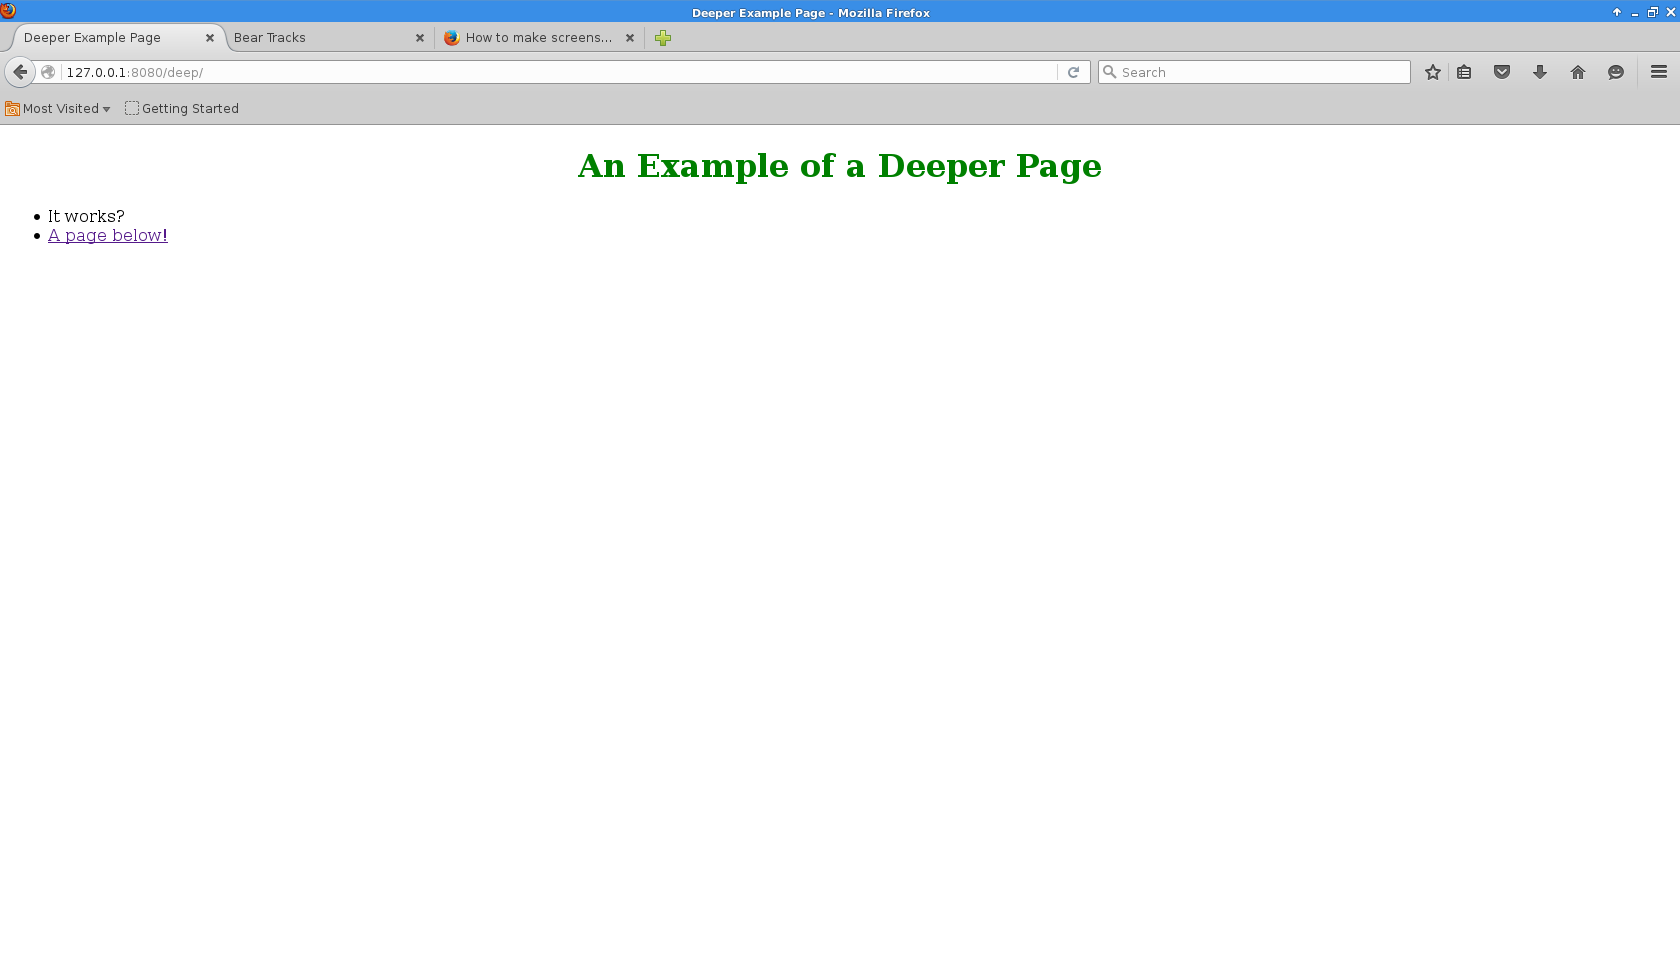 Deeper Example Page - Mozilla Firefox
Deeper Example Page
Bear Tracks
How to make screens...
127.0.0.1:8080/deep/
Search
Most Visited
Getting Started
An Example of a Deeper Page
• It works?
• A page below!